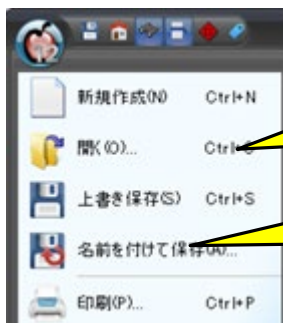 新規作成(N) Ctrl+N
開く(O)...
上書き保存(S) Ctrl+S
名前を付けて保存
印刷(P)... Ctrl+P